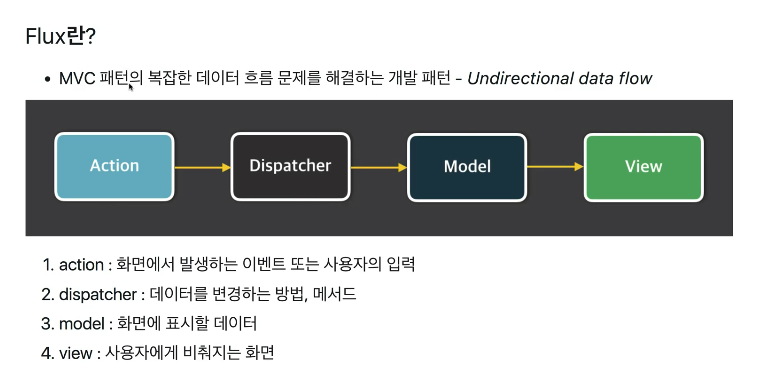 Flux란?
• MVC 패턴의 복잡한 데이터 흐름 문제를 해결하는 개발 패턴 - Undirectional data flow
Action Dispatcher Model View
1. action : 화면에서 발생하는 이벤트 또는 사용자의 입력
2. dispatcher : 데이터를 변경하는 방법, 메서드
3. model : 화면에 표시할 데이터
4. view : 사용자에게 비춰지는 화면